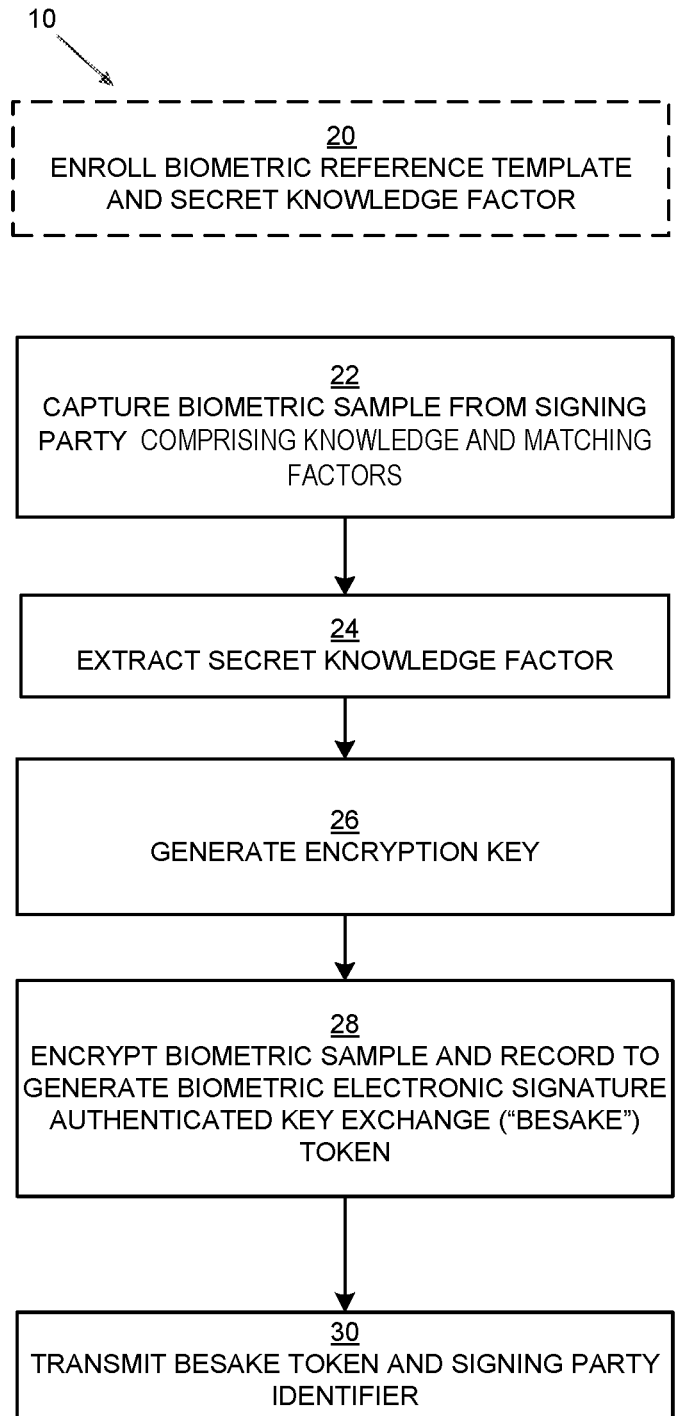 10
20
ENROLL BIOMETRIC REFERENCE TEMPLATE
AND SECRET KNOWLEDGE FACTOR
22
CAPTURE BIOMETRIC SAMPLE FROM SIGNING
PARTY COMPRISING KNOWLEDGE AND MATCHING
FACTORS
24
EXTRACT SECRET KNOWLEDGE FACTOR
26
GENERATE ENCRYPTION KEY
28
ENCRYPT BIOMETRIC SAMPLE AND RECORD TO
GENERATE BIOMETRIC ELECTRONIC SIGNATURE
AUTHENTICATED KEY EXCHANGE (“BESAKE”)
TOKEN
30
TRANSMIT BESAKE TOKEN AND SIGNING PARTY
IDENTIFIER